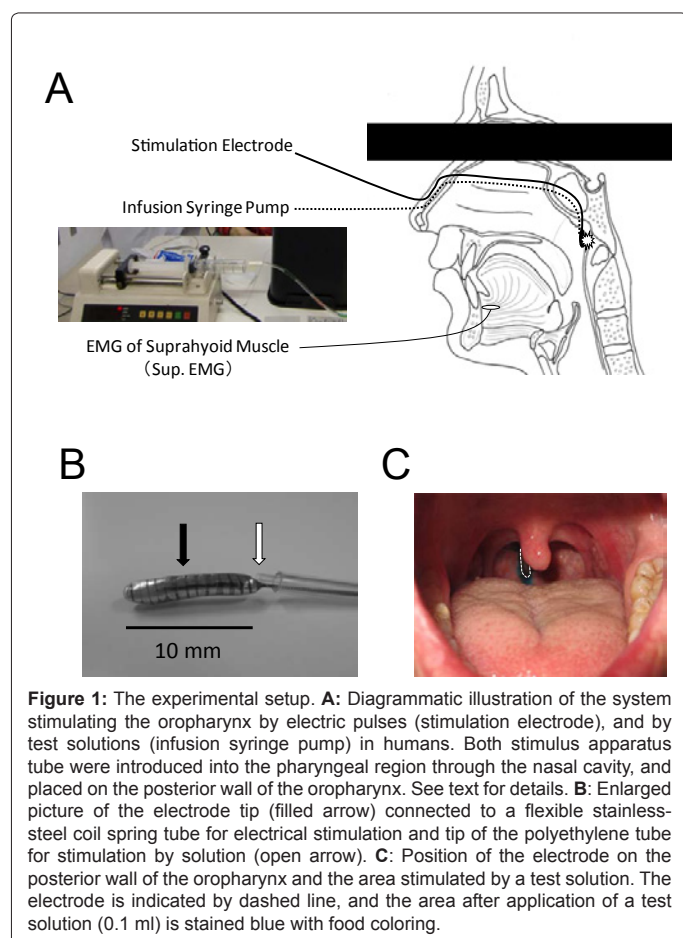 A
Stimulation Electrode
Infusion Syringe Pump
EMG of Suprahyoid Muscle
（Sup. EMG）
B
C
10 mm
Figure 1: The experimental setup. A: Diagrammatic illustration of the system
stimulating the oropharynx by electric pulses (stimulation electrode), and by
test solutions (infusion syringe pump) in humans. Both stimulus apparatus
tube were introduced into the pharyngeal region through the nasal cavity, and
placed on the posterior wall of the oropharynx. See text for details. B: Enlarged
picture of the electrode tip (filled arrow) connected to a flexible stainless-
steel coil spring tube for electrical stimulation and tip of the polyethylene tube
for stimulation by solution (open arrow). C: Position of the electrode on the
posterior wall of the oropharynx and the area stimulated by a test solution. The
electrode is indicated by dashed line, and the area after application of a test
solution (0.1 ml) is stained blue with food coloring.